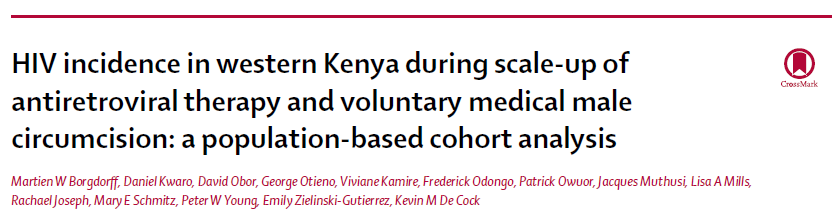 HIV incidence in western Kenya during scale-up of
antiretroviral therapy and voluntary medical male
circumcision: a population-based cohort analysis
CrossMark
Martien W Borgdorff, Daniel Kwaro, David Obor, George Otieno, Viviane Kamire, Frederick Odongo, Patrick Owuor, Jacques Muthusi, Lisa A Mills,
Rachael Joseph, Mary E Schmitz, Peter W Young, Emily Zielinski-Gutierrez, Kevin M De Cock